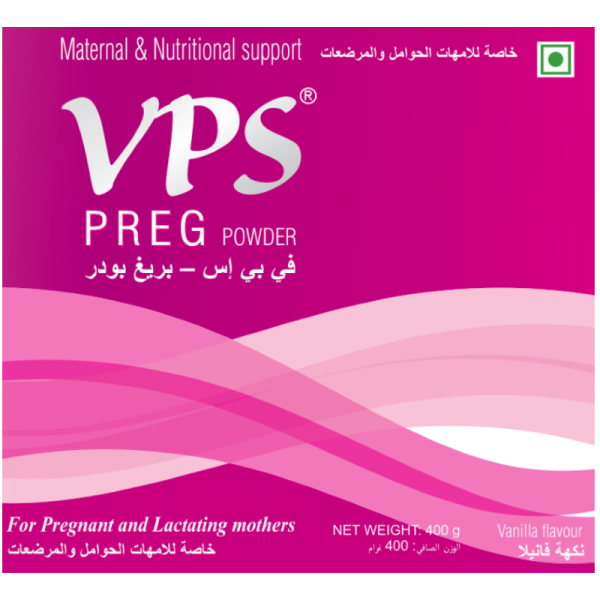 Maternal & Nutritional support
خاصة للامهات الحوامل والمرضعات
VPS®
PREG POWDER
في بي إس – بريغ بودر
For Pregnant and Lactating mothers
خاصة للامهات الحوامل والمرضعات
NET WEIGHT: 400 g
الوزن الصافي: 400 غرام
Vanilla flavour
نكهة فانيلا